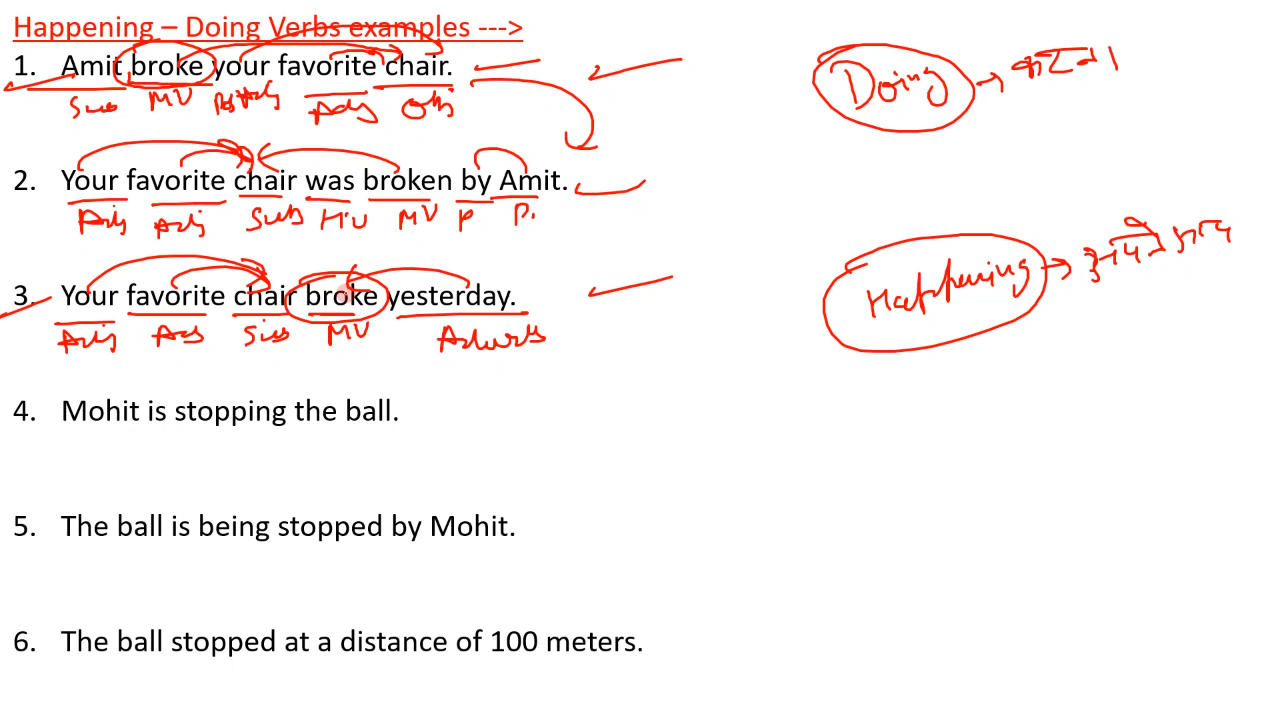 Happening – Doing Verbs examples --->
1. Amit broke your favorite chair.
Sub MV Adj Obj
Doing → करना
2. Your favorite chair was broken by Amit.
Adj Adj Sub HV MV P P.
Happening →
3. Your favorite chair broke yesterday.
Adj Adj Sub MV Adverb
4. Mohit is stopping the ball.
5. The ball is being stopped by Mohit.
6. The ball stopped at a distance of 100 meters.